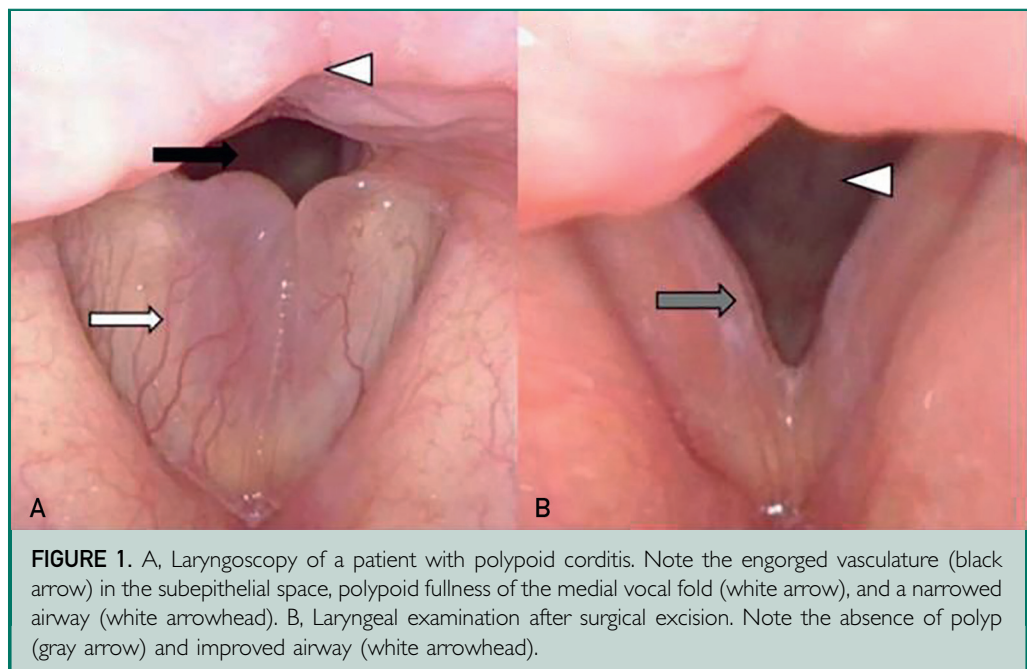 A
B
FIGURE 1. A, Laryngoscopy of a patient with polypoid corditis. Note the engorged vasculature (black
arrow) in the subepithelial space, polypoid fullness of the medial vocal fold (white arrow), and a narrowed
airway (white arrowhead). B, Laryngeal examination after surgical excision. Note the absence of polyp
(gray arrow) and improved airway (white arrowhead).